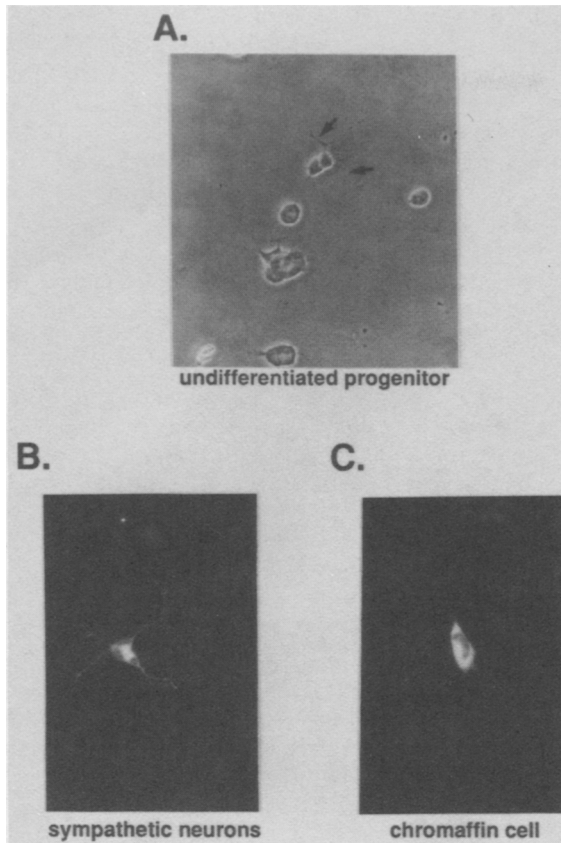 A.
undifferentiated progenitor
B.
C.
sympathetic neurons
chromaffin cell